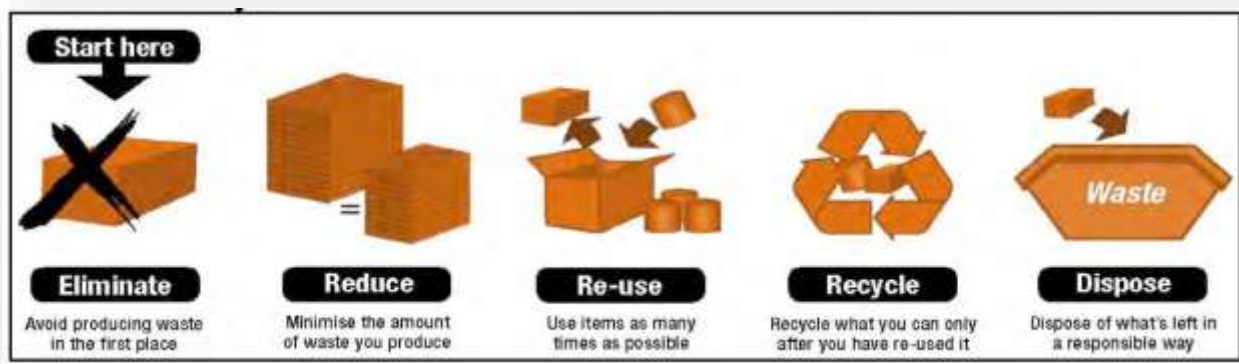 Start here
=
Waste
Eliminate
Reduce
Re-use
Recycle
Dispose
Avoid producing waste
in the first place
Minimise the amount
of waste you produce
Use items as many
times as possible
Recycle what you can only
after you have re-used it
Dispose of what's left in
a responsible way